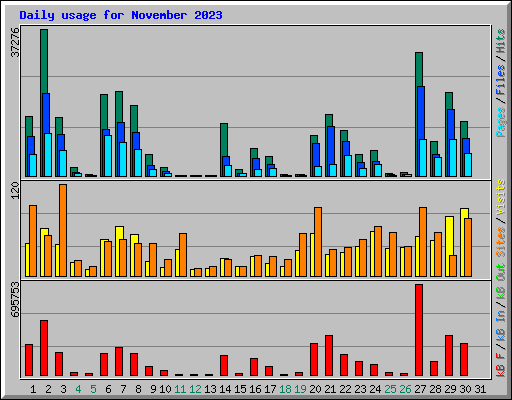 Daily usage for November 2023
37276
Pages / Files / Hits
120
Sites / Visits
695753
kB F / kB In / kB Out
1 2 3 4 5 6 7 8 9 10 11 12 13 14 15 16 17 18 19 20 21 22 23 24 25 26 27 28 29 30 31